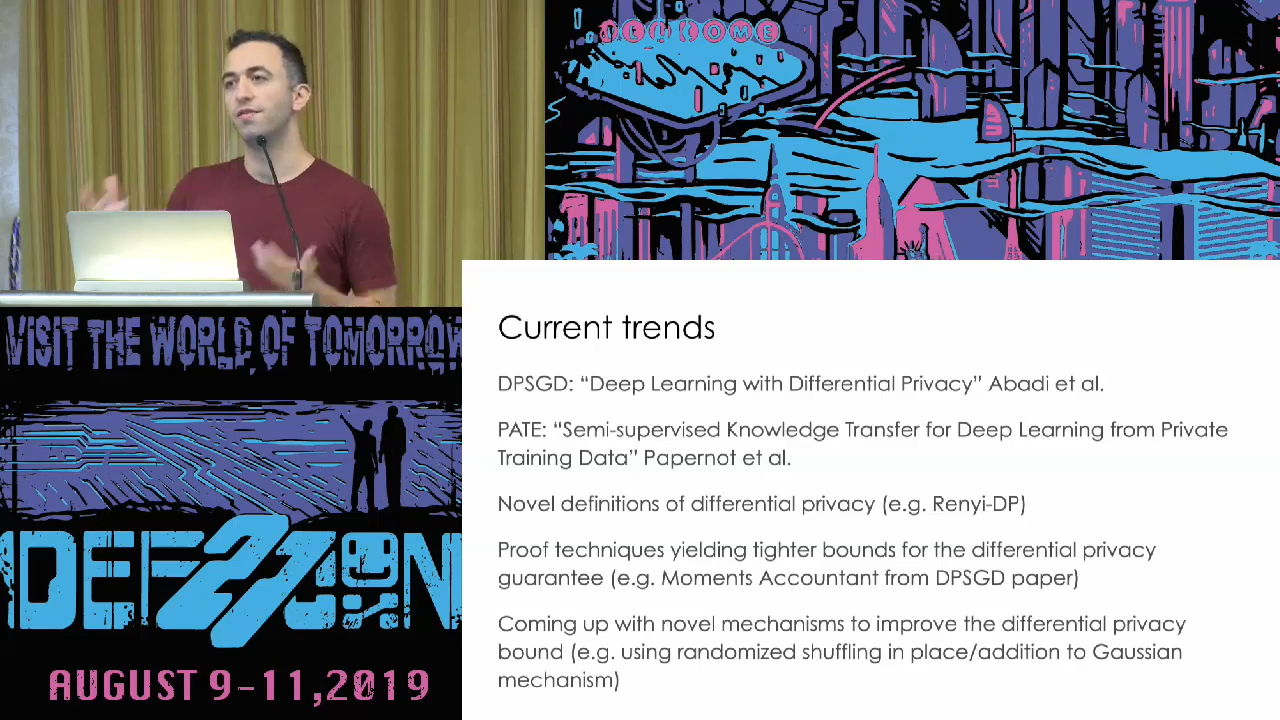 WELCOME
Current trends
DPSGD: “Deep Learning with Differential Privacy” Abadi et al.
PATE: “Semi-supervised Knowledge Transfer for Deep Learning from Private
Training Data” Papernot et al.
Novel definitions of differential privacy (e.g. Renyi-DP)
Proof techniques yielding tighter bounds for the differential privacy
guarantee (e.g. Moments Accountant from DPSGD paper)
Coming up with novel mechanisms to improve the differential privacy
bound (e.g. using randomized shuffling in place/addition to Gaussian
mechanism)
VISIT THE WORLD OF TOMORROW
DEF27CON
AUGUST 9-11,2019